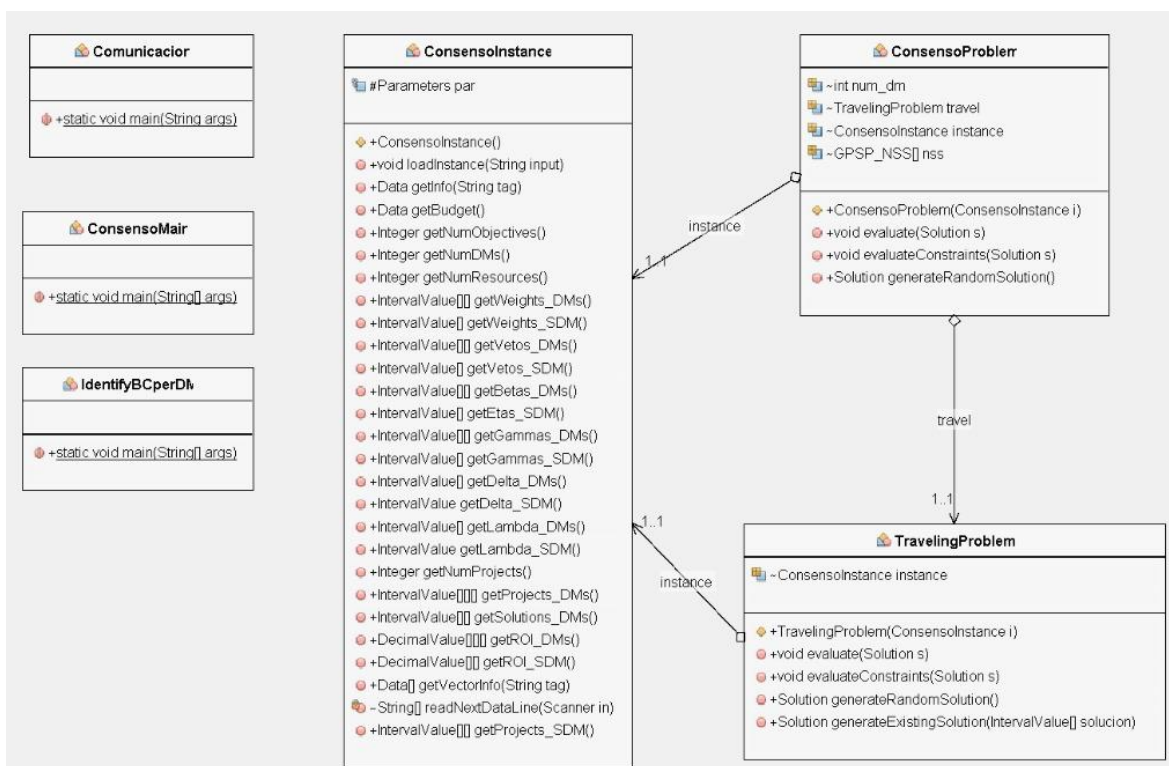 Comunicacior
+static void main(String args)
ConsensoMair
+static void main(String[] args)
IdentifyBCperDM
+static void main(String[] args)
ConsensoInstance
#Parameters par
+ConsensoInstance()
+void loadInstance(String input)
+Data getInfo(String tag)
+Data getBudget()
+Integer getNumObjectives()
+Integer getNumDMs()
+Integer getNumResources()
+IntervalValue[][] getWeights_DMs()
+IntervalValue[] getWeights_SDM()
+IntervalValue[][] getVetos_DMs()
+IntervalValue[] getVetos_SDM()
+IntervalValue[][] getBetas_DMs()
+IntervalValue[] getEtas_SDM()
+IntervalValue[][] getGammas_DMs()
+IntervalValue[] getGammas_SDM()
+IntervalValue[] getDelta_DMs()
+IntervalValue getDelta_SDM()
+IntervalValue[] getLambda_DMs()
+IntervalValue getLambda_SDM()
+Integer getNumProjects()
+IntervalValue[][][] getProjects_DMs()
+IntervalValue[][] getSolutions_DMs()
+DecimalValue[][][] getROI_DMs()
+DecimalValue[][] getROI_SDM()
+Data[] getVectorInfo(String tag)
~String[] readNextDataLine(Scanner in)
+IntervalValue[][] getProjects_SDM()
instance
1..1
ConsensoProblem
~int num_dm
~TravelingProblem travel
~ConsensoInstance instance
~GPSP_NSS[] nss
+ConsensoProblem(ConsensoInstance i)
+void evaluate(Solution s)
+void evaluateConstraints(Solution s)
+Solution generateRandomSolution()
travel
1..1
1..1
instance
TravelingProblem
~ConsensoInstance instance
+TravelingProblem(ConsensoInstance i)
+void evaluate(Solution s)
+void evaluateConstraints(Solution s)
+Solution generateRandomSolution()
+Solution generateExistingSolution(IntervalValue[] solucion)